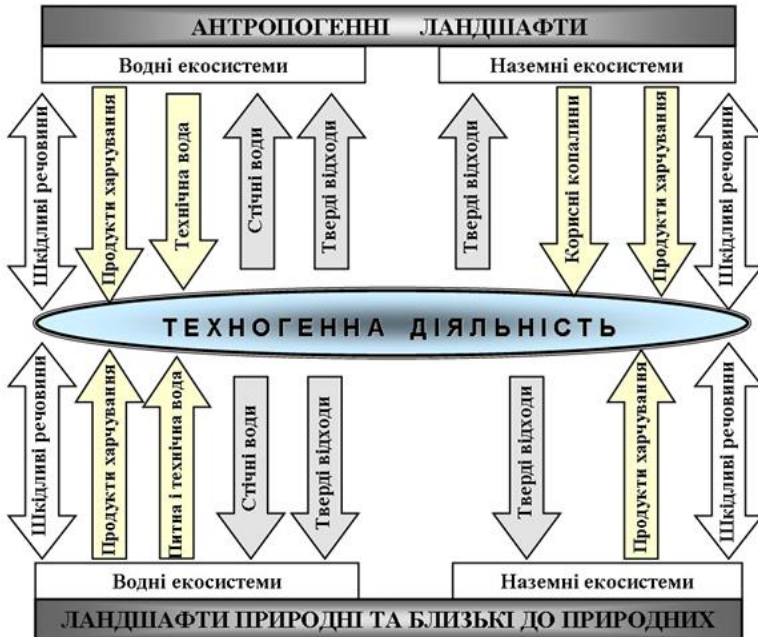 АНТРОПОГЕННІ ЛАНДШАФТИ
Водні екосистеми
Наземні екосистеми
Шкідливі речовини
Продукти харчування
Технічна вода
Стічні води
Тверді відходи
Тверді відходи
Корисні копалини
Продукти харчування
Шкідливі речовини
ТЕХНОГЕННА ДІЯЛЬНІСТЬ
Шкідливі речовини
Продукти харчування
Питна і технічна вода
Стічні води
Тверді відходи
Тверді відходи
Продукти харчування
Шкідливі речовини
Водні екосистеми
Наземні екосистеми
ЛАНДШАФТИ ПРИРОДНІ ТА БЛИЗЬКІ ДО ПРИРОДНИХ